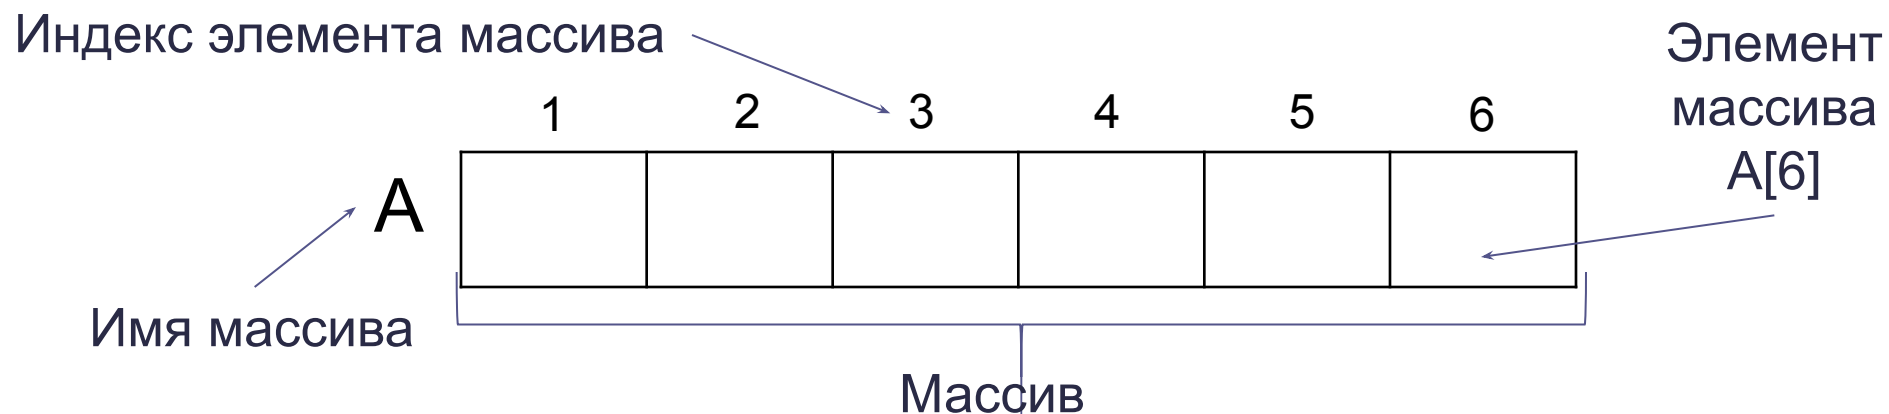 Индекс элемента массива
Элемент
массива
A[6]
1 2 3 4 5 6
A
Имя массива
Массив